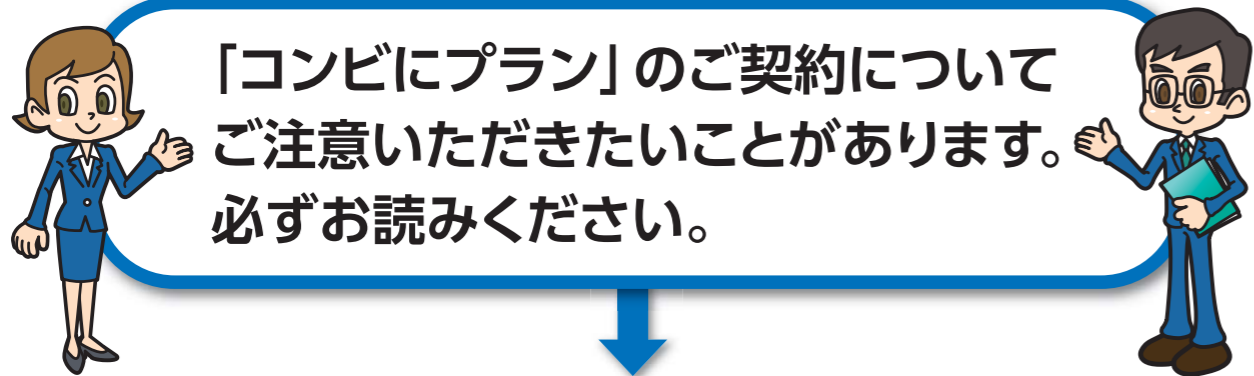 「コンビにプラン」のご契約について
ご注意いただきたいことがあります。
必ずお読みください。